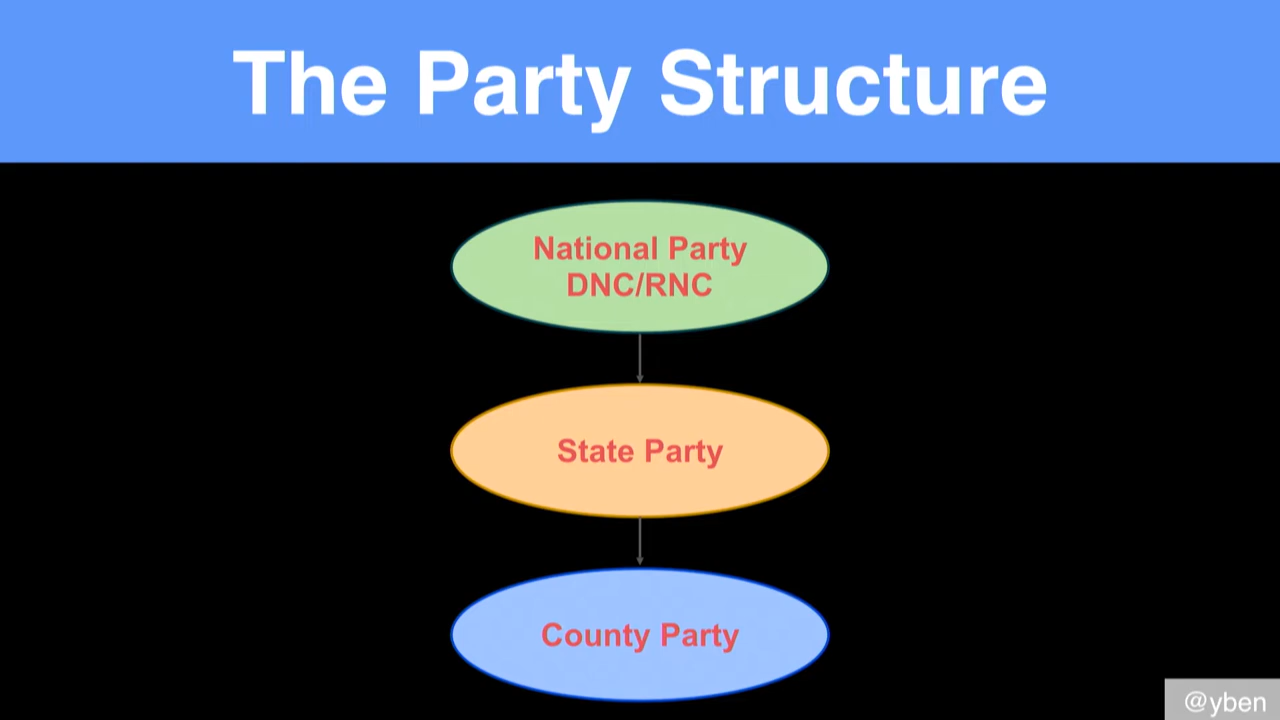 The Party Structure
National Party
DNC/RNC
State Party
County Party
@yben